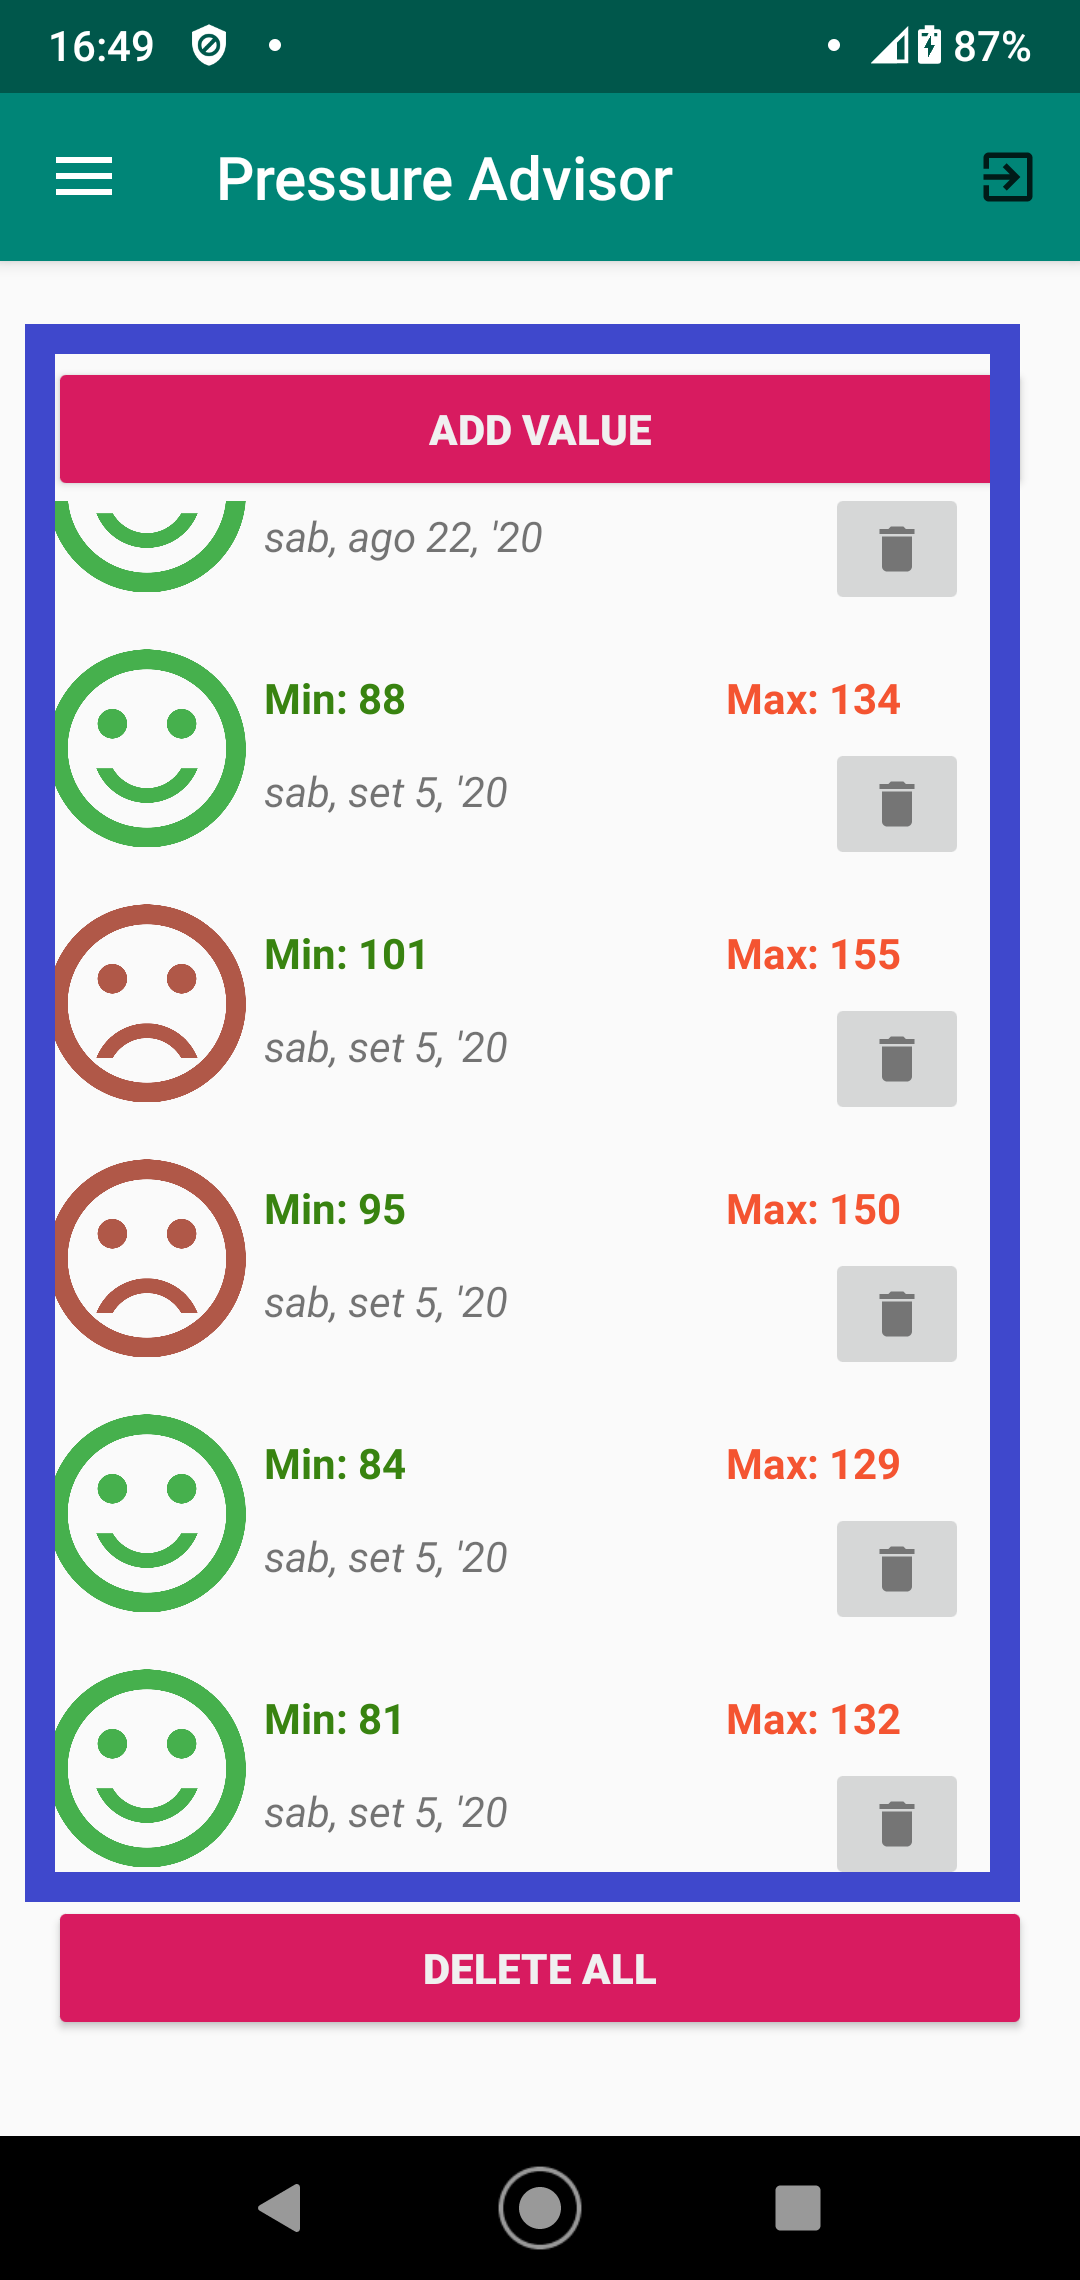 16:49 87%
Pressure Advisor
ADD VALUE
sab, ago 22, '20
Min: 88 Max: 134
sab, set 5, '20
Min: 101 Max: 155
sab, set 5, '20
Min: 95 Max: 150
sab, set 5, '20
Min: 84 Max: 129
sab, set 5, '20
Min: 81 Max: 132
sab, set 5, '20
DELETE ALL